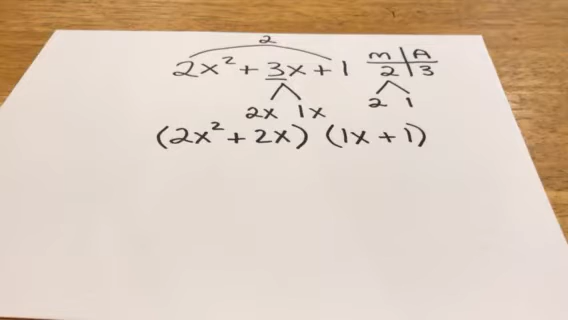 2
2x² + 3x + 1
M | A
2 | 3
2x 1x
2 1
(2x² + 2x) (1x + 1)